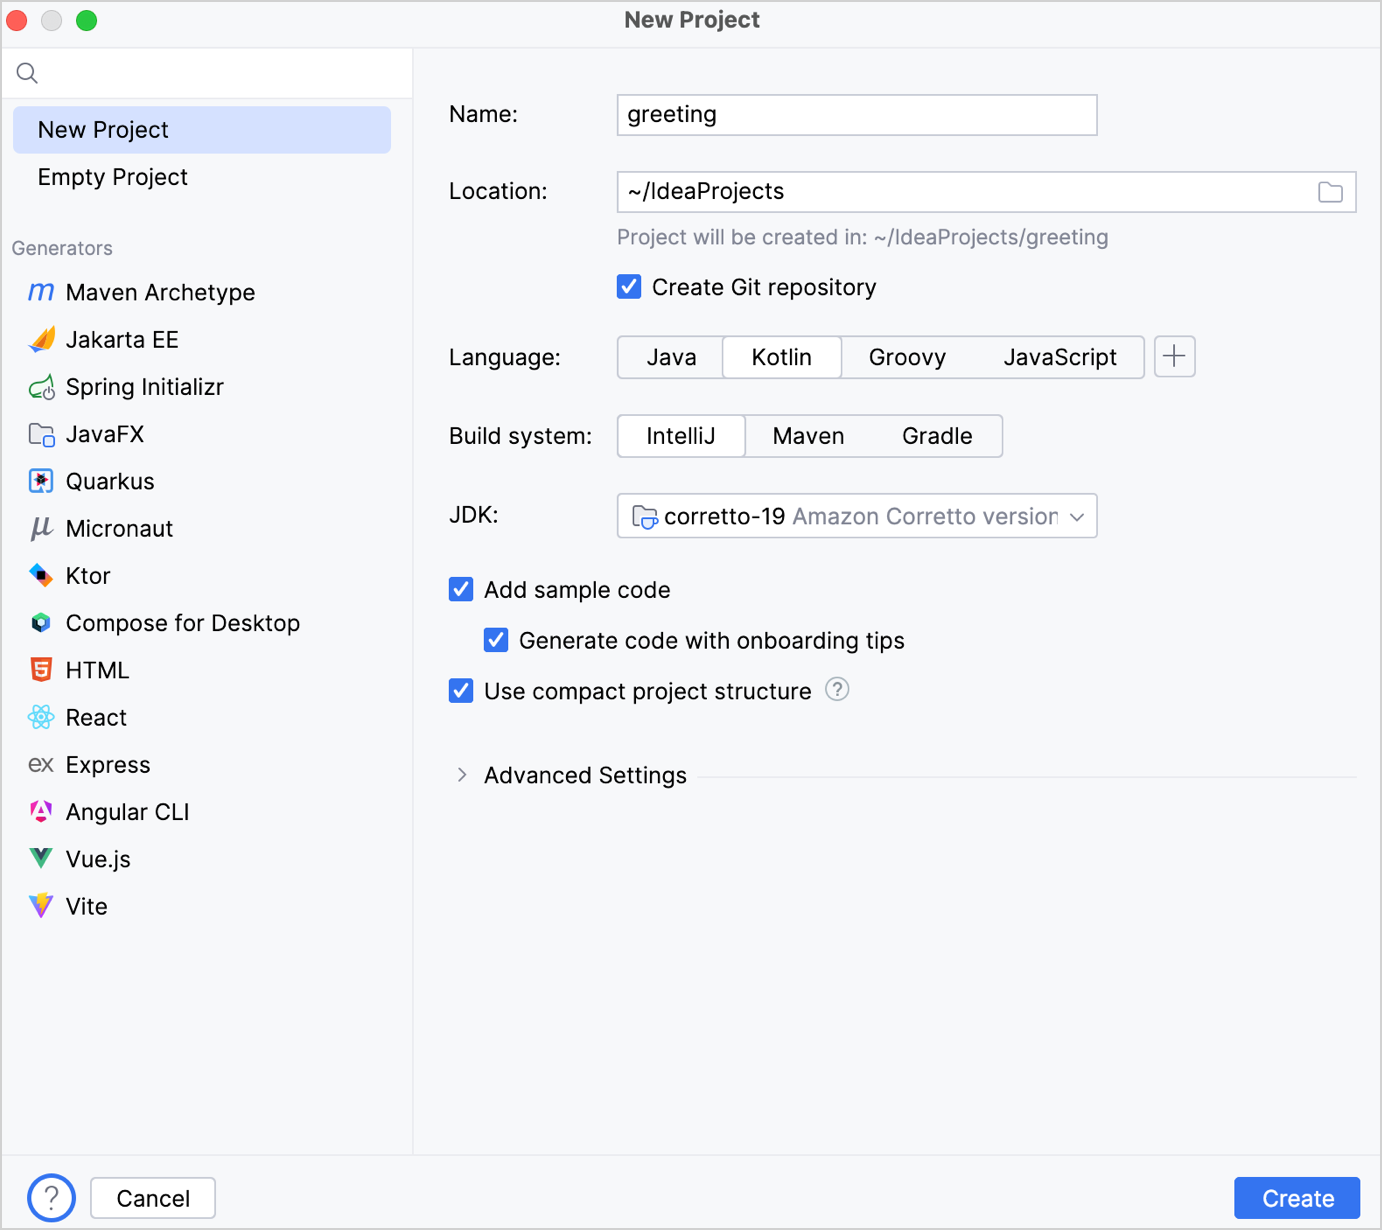 New Project
New Project
Empty Project
Generators
Maven Archetype
Jakarta EE
Spring Initializr
JavaFX
Quarkus
Micronaut
Ktor
Compose for Desktop
HTML
React
ex Express
Angular CLI
Vue.js
Vite
Name: greeting
Location: ~/IdeaProjects
Project will be created in: ~/IdeaProjects/greeting
Create Git repository
Language: Java Kotlin Groovy JavaScript
Build system: IntelliJ Maven Gradle
JDK: corretto-19 Amazon Corretto version
Add sample code
Generate code with onboarding tips
Use compact project structure ?
Advanced Settings
? Cancel Create